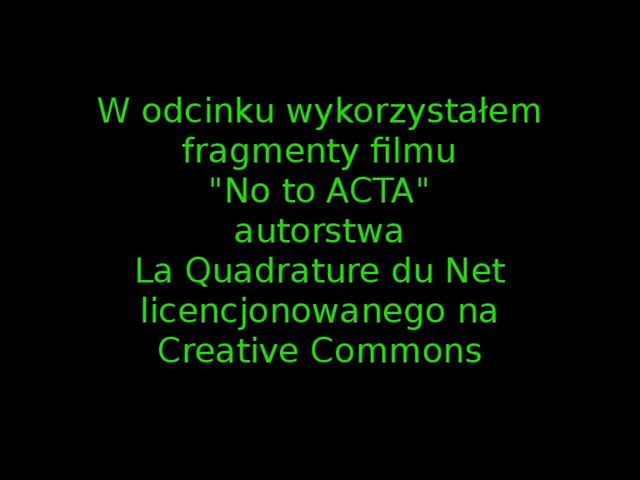 W odcinku wykorzystałem
fragmenty filmu
"No to ACTA"
autorstwa
La Quadrature du Net
licencjonowanego na
Creative Commons